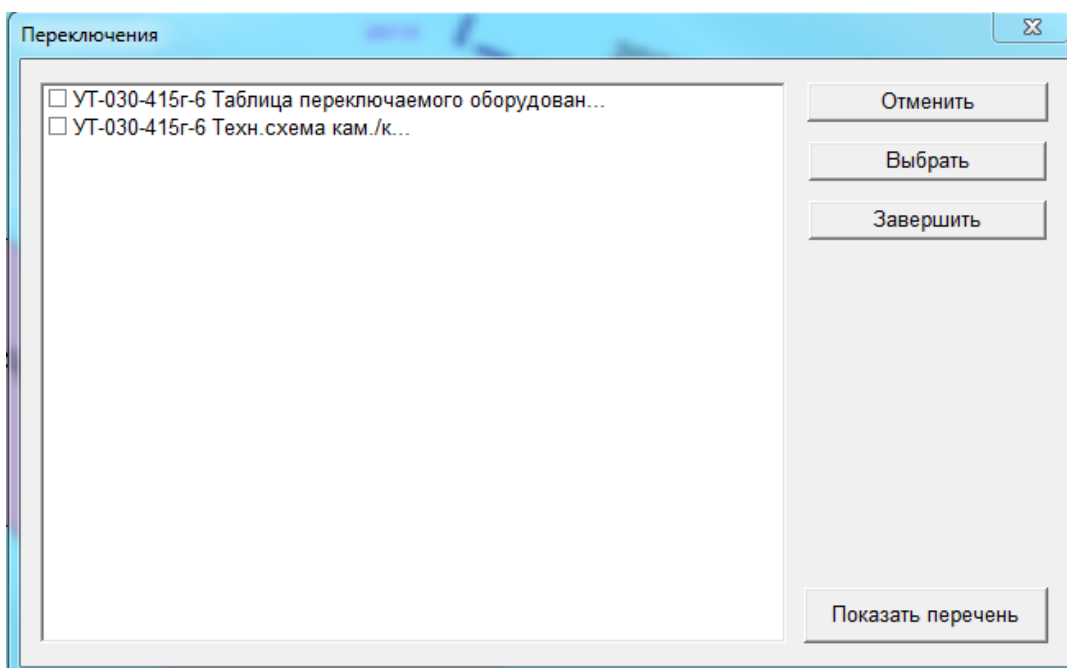 Переключения
УТ-030-415г-6 Таблица переключаемого оборудован...
УТ-030-415г-6 Техн.схема кам./к...
Отменить
Выбрать
Завершить
Показать перечень